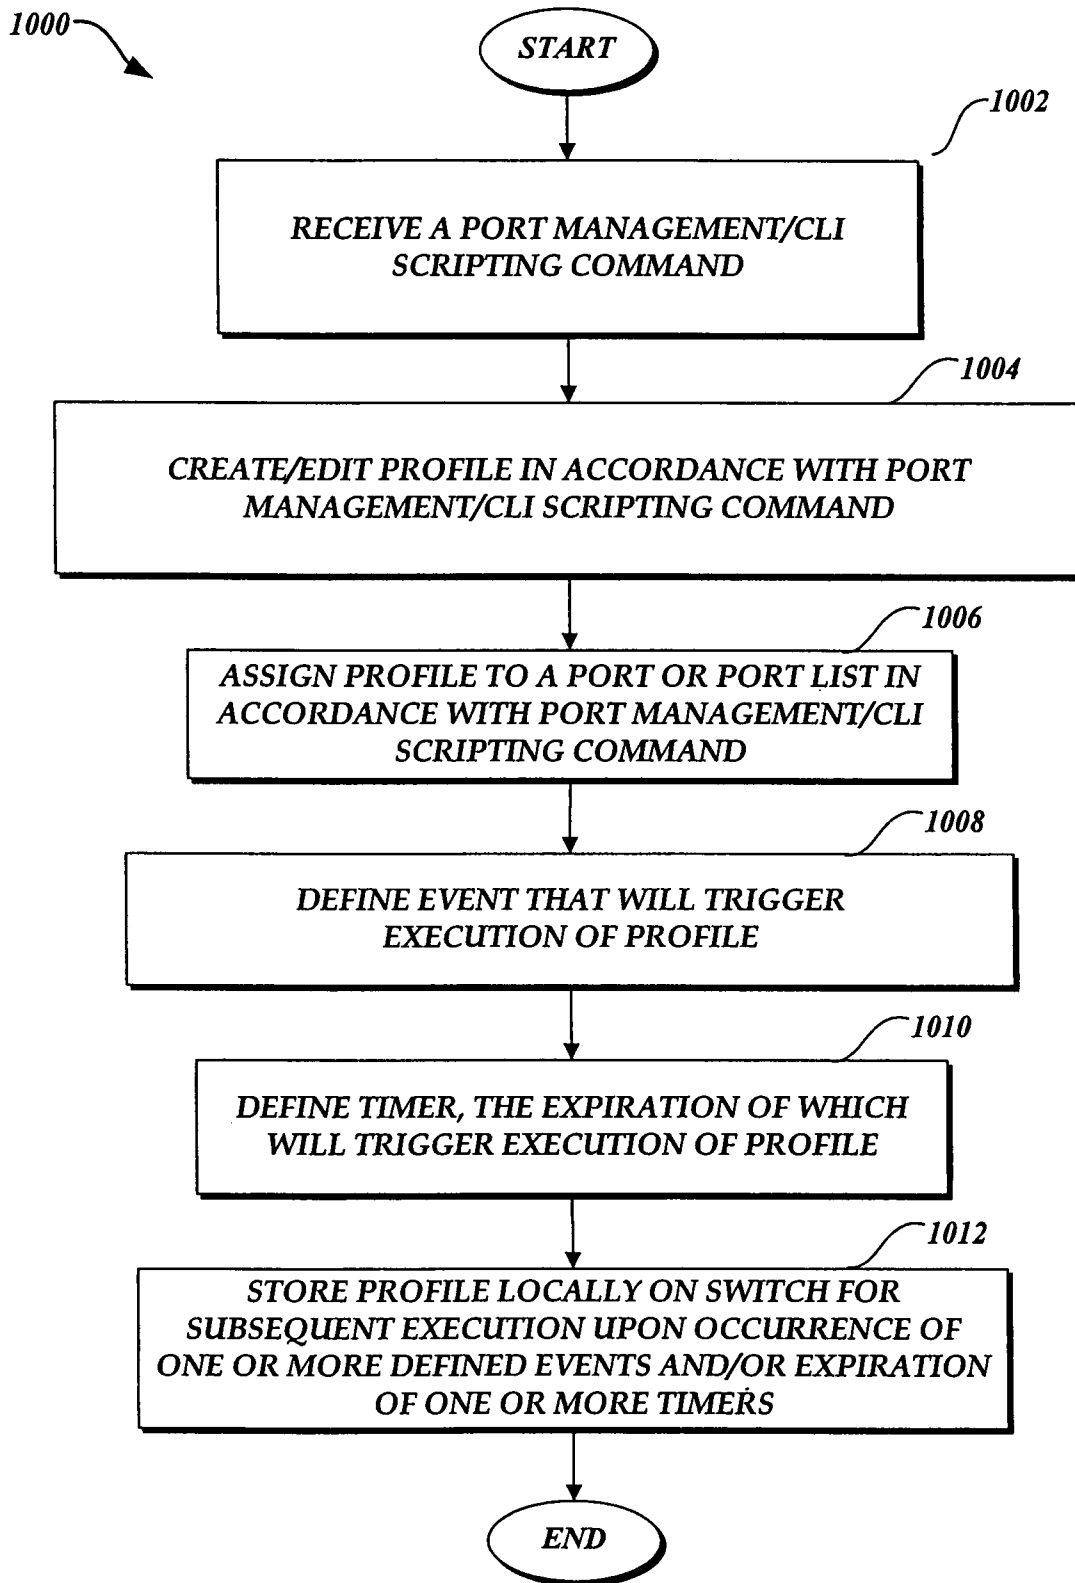 1000
START
1002
RECEIVE A PORT MANAGEMENT/CLI
SCRIPTING COMMAND
1004
CREATE/EDIT PROFILE IN ACCORDANCE WITH PORT
MANAGEMENT/CLI SCRIPTING COMMAND
1006
ASSIGN PROFILE TO A PORT OR PORT LIST IN
ACCORDANCE WITH PORT MANAGEMENT/CLI
SCRIPTING COMMAND
1008
DEFINE EVENT THAT WILL TRIGGER
EXECUTION OF PROFILE
1010
DEFINE TIMER, THE EXPIRATION OF WHICH
WILL TRIGGER EXECUTION OF PROFILE
1012
STORE PROFILE LOCALLY ON SWITCH FOR
SUBSEQUENT EXECUTION UPON OCCURRENCE OF
ONE OR MORE DEFINED EVENTS AND/OR EXPIRATION
OF ONE OR MORE TIMERS
END